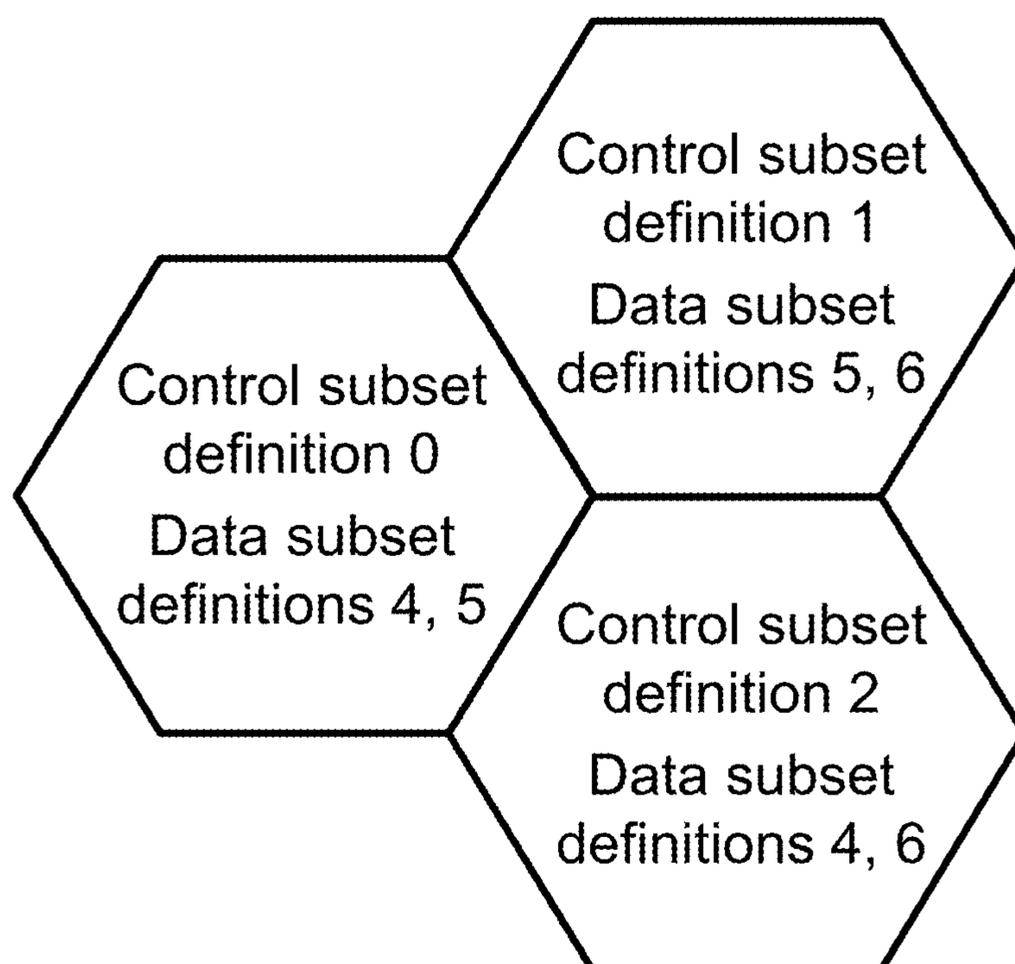 Control subset
definition 1
Data subset
definitions 5, 6
Control subset
definition 0
Data subset
definitions 4, 5
Control subset
definition 2
Data subset
definitions 4, 6